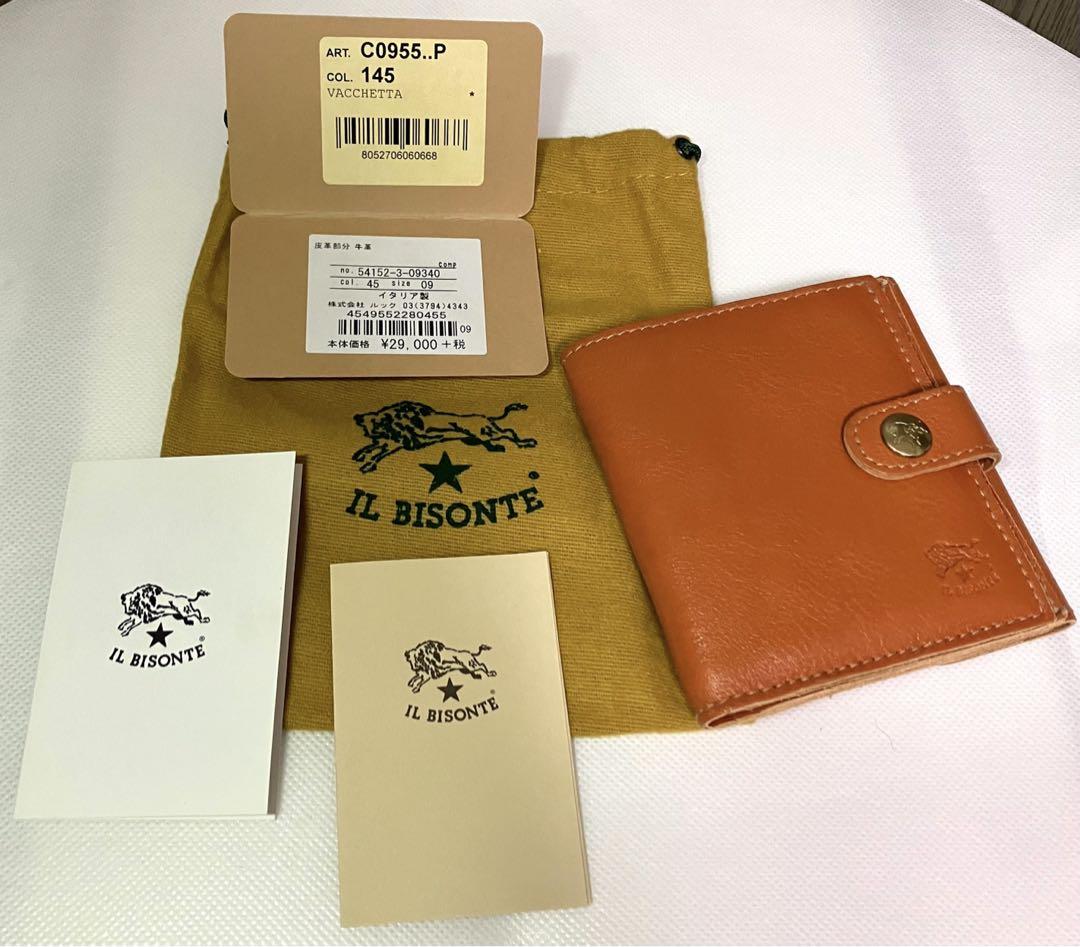 ART. C0955..P
COL. 145
VACCHETTA *
8052706060668
皮革部分 牛革
comp
no. 54152-3-09340
col. 45 size 09
イタリア製
株式会社 ルック 03(3794)4343
4549552280455
09
本体価格 ¥29,000+税
IL BISONTE®
IL BISONTE®
IL BISONTE®
IL BISONTE